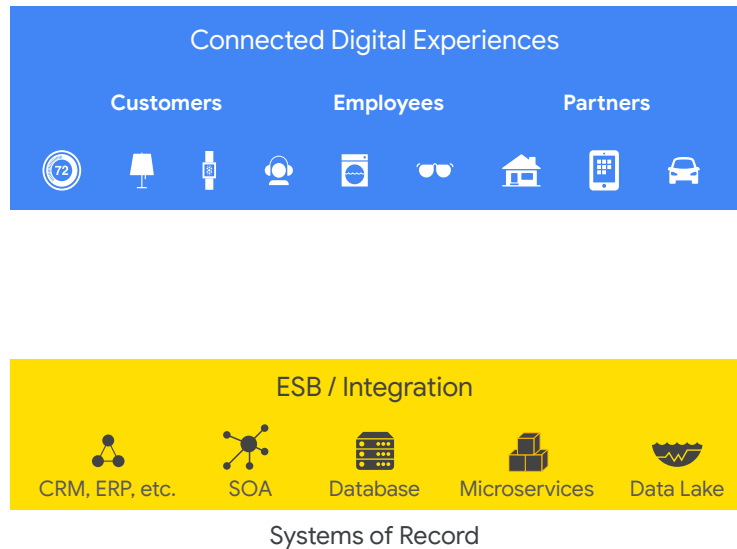 Connected Digital Experiences
Customers Employees Partners
72
ESB / Integration
CRM, ERP, etc. SOA Database Microservices Data Lake
Systems of Record